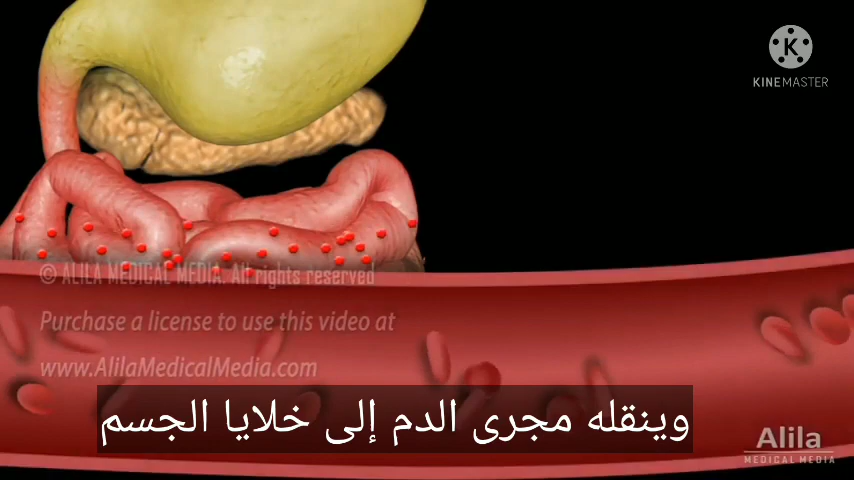 K
KINEMASTER
© ALILA MEDICAL MEDIA. All rights reserved
Purchase a license to use this video at
www.AlilaMedicalMedia.com
وينقله مجرى الدم إلى خلايا الجسم
Alila
MEDICAL MEDIA